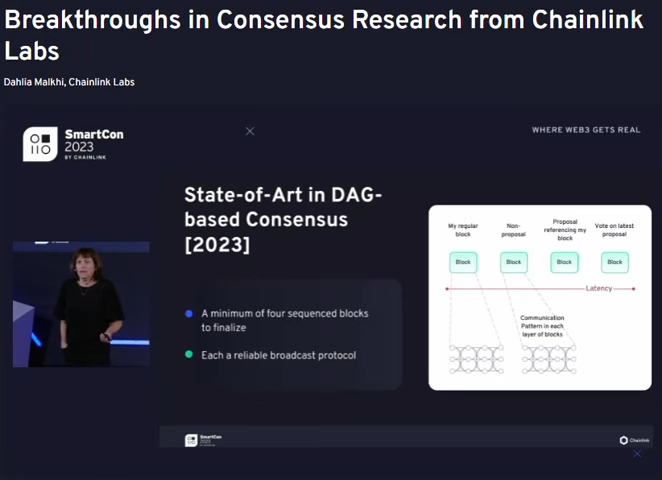 Breakthroughs in Consensus Research from Chainlink
Labs
Dahlia Malkhi, Chainlink Labs
SmartCon
2023
BY CHAINLINK
WHERE WEB3 GETS REAL
State-of-Art in DAG-
based Consensus
[2023]
A minimum of four sequenced blocks
to finalize
Each a reliable broadcast protocol
My regular
block
Non-
proposal
Proposal
referencing my
block
Vote on latest
proposal
Block
Block
Block
Block
Latency
Communication
Pattern in each
layer of blocks
SmartCon
2023
Chainlink